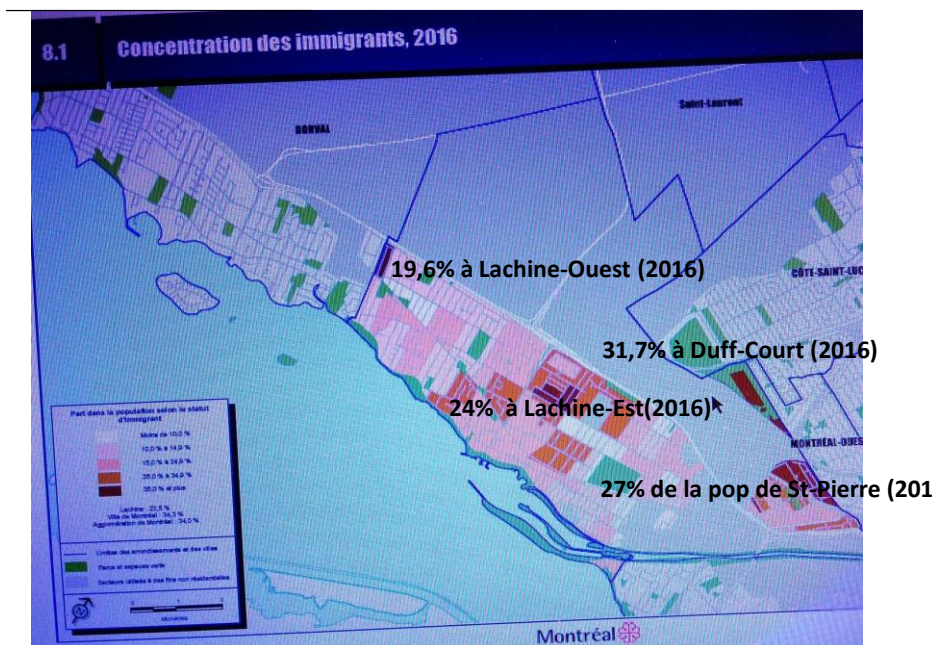 8.1 Concentration des immigrants, 2016
Saint-Laurent
DORVAL
19,6% à Lachine-Ouest (2016)
CÔTE-SAINT-LUC
31,7% à Duff-Court (2016)
24% à Lachine-Est(2016)
MONTRÉAL-OUES
27% de la pop de St-Pierre (201
Part dans la population selon le statut
d'immigrant
Moins de 10,0 %
10,0 % à 14,9 %
15,0 % à 24,9 %
25,0 % à 34,9 %
35,0 % et plus
Ville de Montréal : 34,3 %
Agglomération de Montréal : 34,0 %
Limites des arrondissements et des villes
Parcs et espaces verts
Secteurs utilisés à des fins non résidentielles
kilomètres
Montréal